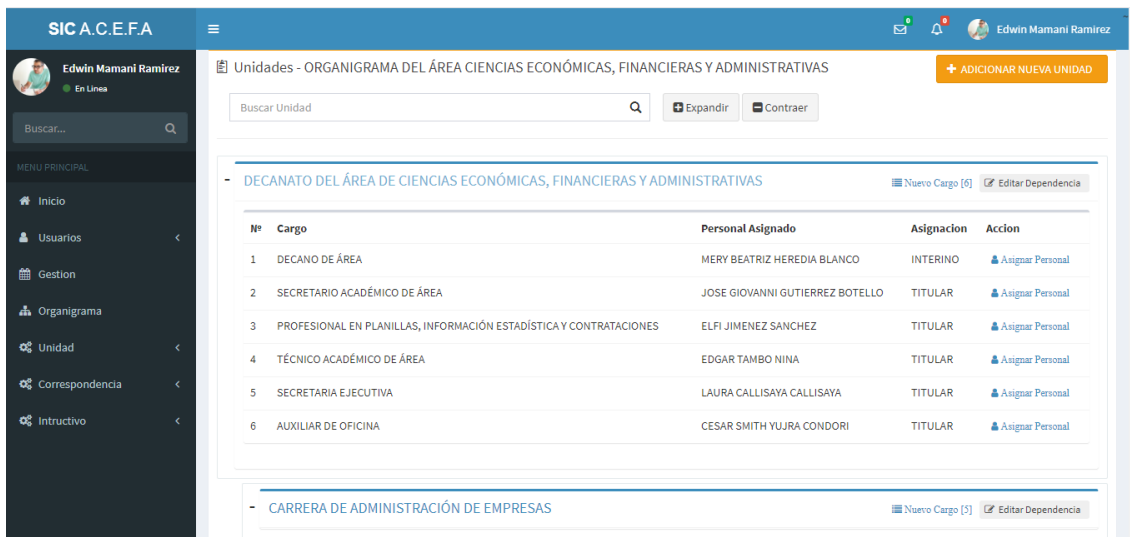 SIC A.C.E.F.A
0
0
Edwin Mamani Ramirez
Edwin Mamani Ramirez
En Linea
Buscar...
MENU PRINCIPAL
Inicio
Usuarios
Gestion
Organigrama
Unidad
Correspondencia
Intructivo
Unidades - ORGANIGRAMA DEL ÁREA CIENCIAS ECONÓMICAS, FINANCIERAS Y ADMINISTRATIVAS
+ ADICIONAR NUEVA UNIDAD
Buscar Unidad
Expandir
Contraer
- DECANATO DEL ÁREA DE CIENCIAS ECONÓMICAS, FINANCIERAS Y ADMINISTRATIVAS Nuevo Cargo [6] Editar Dependencia
Nº Cargo Personal Asignado Asignacion Accion
1 DECANO DE ÁREA MERY BEATRIZ HEREDIA BLANCO INTERINO Asignar Personal
2 SECRETARIO ACADÉMICO DE ÁREA JOSE GIOVANNI GUTIERREZ BOTELLO TITULAR Asignar Personal
3 PROFESIONAL EN PLANILLAS, INFORMACIÓN ESTADÍSTICA Y CONTRATACIONES ELFI JIMENEZ SANCHEZ TITULAR Asignar Personal
4 TÉCNICO ACADÉMICO DE ÁREA EDGAR TAMBO NINA TITULAR Asignar Personal
5 SECRETARIA EJECUTIVA LAURA CALLISAYA CALLISAYA TITULAR Asignar Personal
6 AUXILIAR DE OFICINA CESAR SMITH YUJRA CONDORI TITULAR Asignar Personal
- CARRERA DE ADMINISTRACIÓN DE EMPRESAS Nuevo Cargo [5] Editar Dependencia